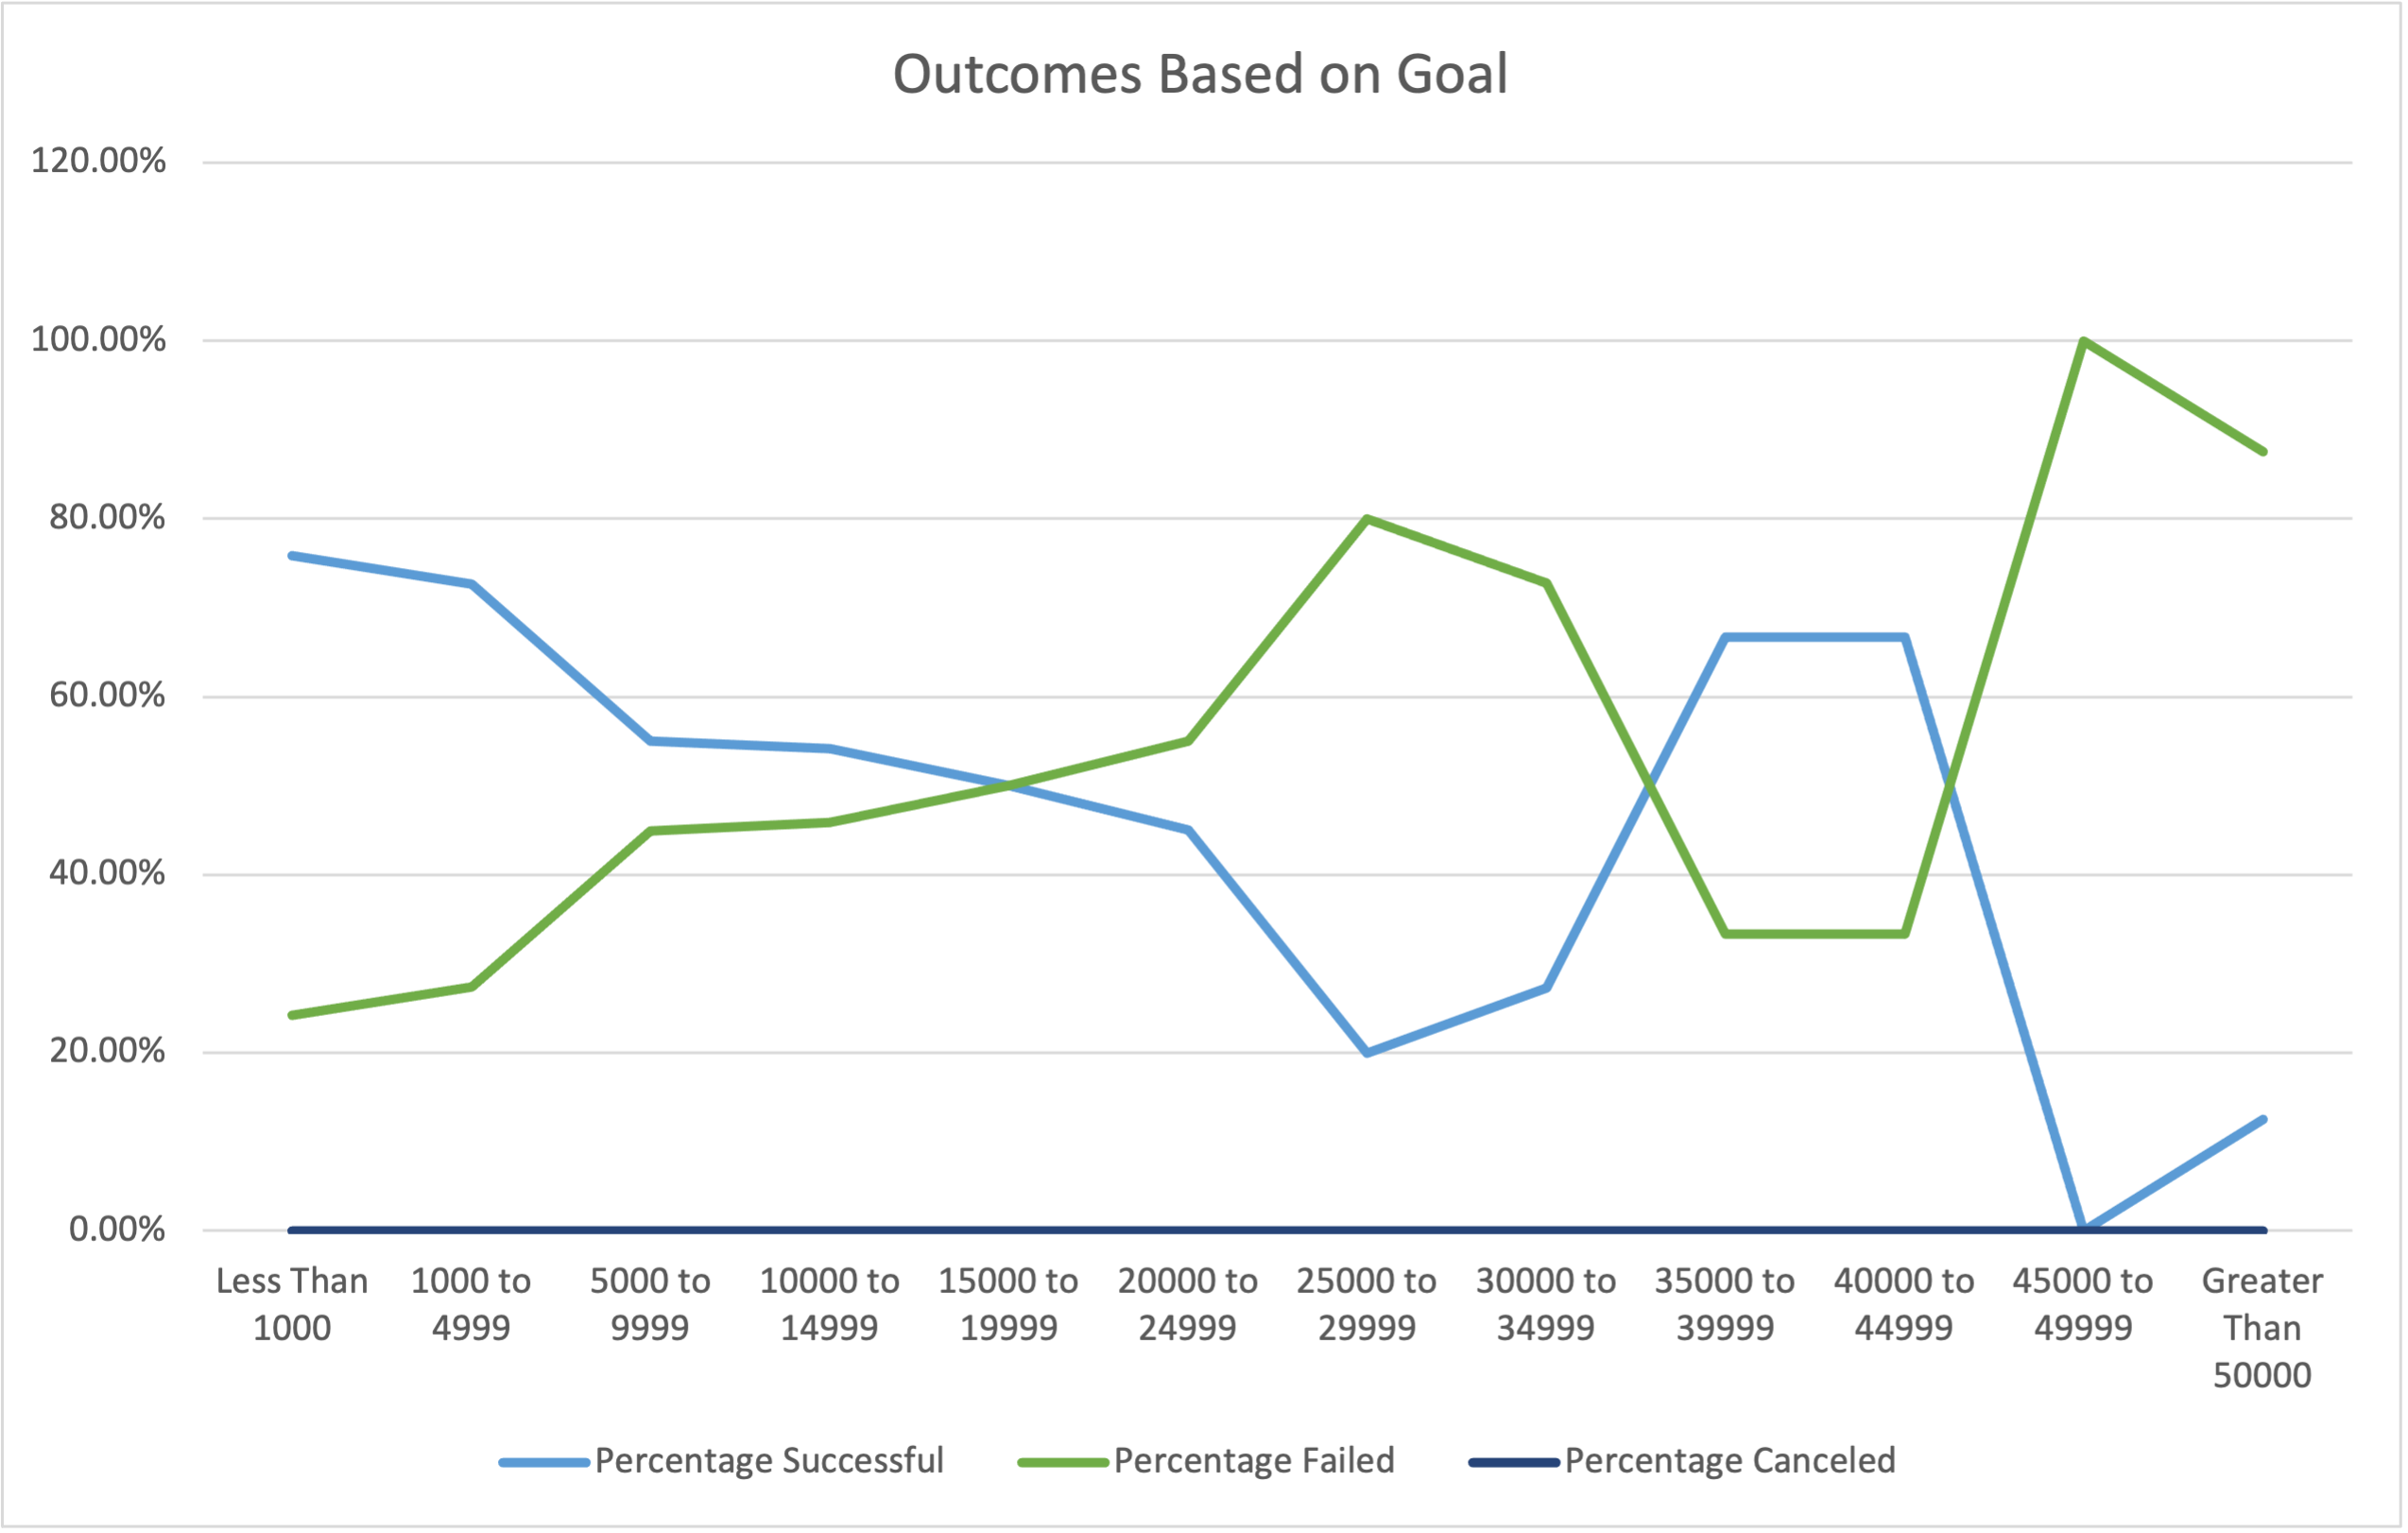 Outcomes Based on Goal
120.00%
100.00%
80.00%
60.00%
40.00%
20.00%
0.00%
Less Than
1000
1000 to
4999
5000 to
9999
10000 to
14999
15000 to
19999
20000 to
24999
25000 to
29999
30000 to
34999
35000 to
39999
40000 to
44999
45000 to
49999
Greater
Than
50000
Percentage Successful
Percentage Failed
Percentage Canceled